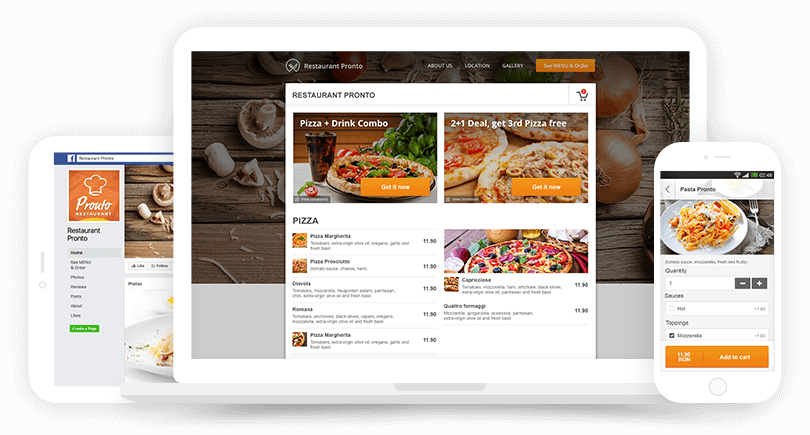 Restaurant Pronto
Pronto
RESTAURANT
Restaurant
Pronto
Home
See MENU
& Order
Photos
Reviews
Posts
About
Likes
Create a Page
Like
Follow
Photos
Restaurant Pronto
ABOUT US
LOCATION
GALLERY
See MENU & Order
RESTAURANT PRONTO
Pizza + Drink Combo
Get it now
View conditions
2+1 Deal, get 3rd Pizza free
Get it now
View conditions
PIZZA
Pizza Margherita
11.90
Tomatoes, extra-virgin olive oil, oregano, garlic and
fresh basil
Pizza Prosciuto
11.90
(tomato sauce, cheese, ham)
Diavola
11.90
Tomatoes, mozzarella, neapolitan salami, parmesan,
chili, extra-virgin olive oil and fresh basil
Romana
11.90
Tomatoes, anchovies, black olives, capers, oregano,
mozzarella, extra-virgin olive oil and fresh basil
Pizza Margherita
11.90
Tomatoes, extra-virgin olive oil, oregano, garlic and
fresh basil
Capricciosa
11.90
Tomatoes, mozzarella, ham, artichoke, black olives,
extra-virgin olive oil, parmesan and fresh basil
Quattro formaggi
11.90
Mozzarella, gorgonzola, scamorza, parmesan,
extra-virgin olive oil and fresh basil
02:48
Pasta Pronto
(tomato sauce, mozzarella, fresh sea fruits)
Quantity
1
Sauces
Hot
+1.90
Toppings
Mozzarella
+1.90
11.90
RON
Add to cart